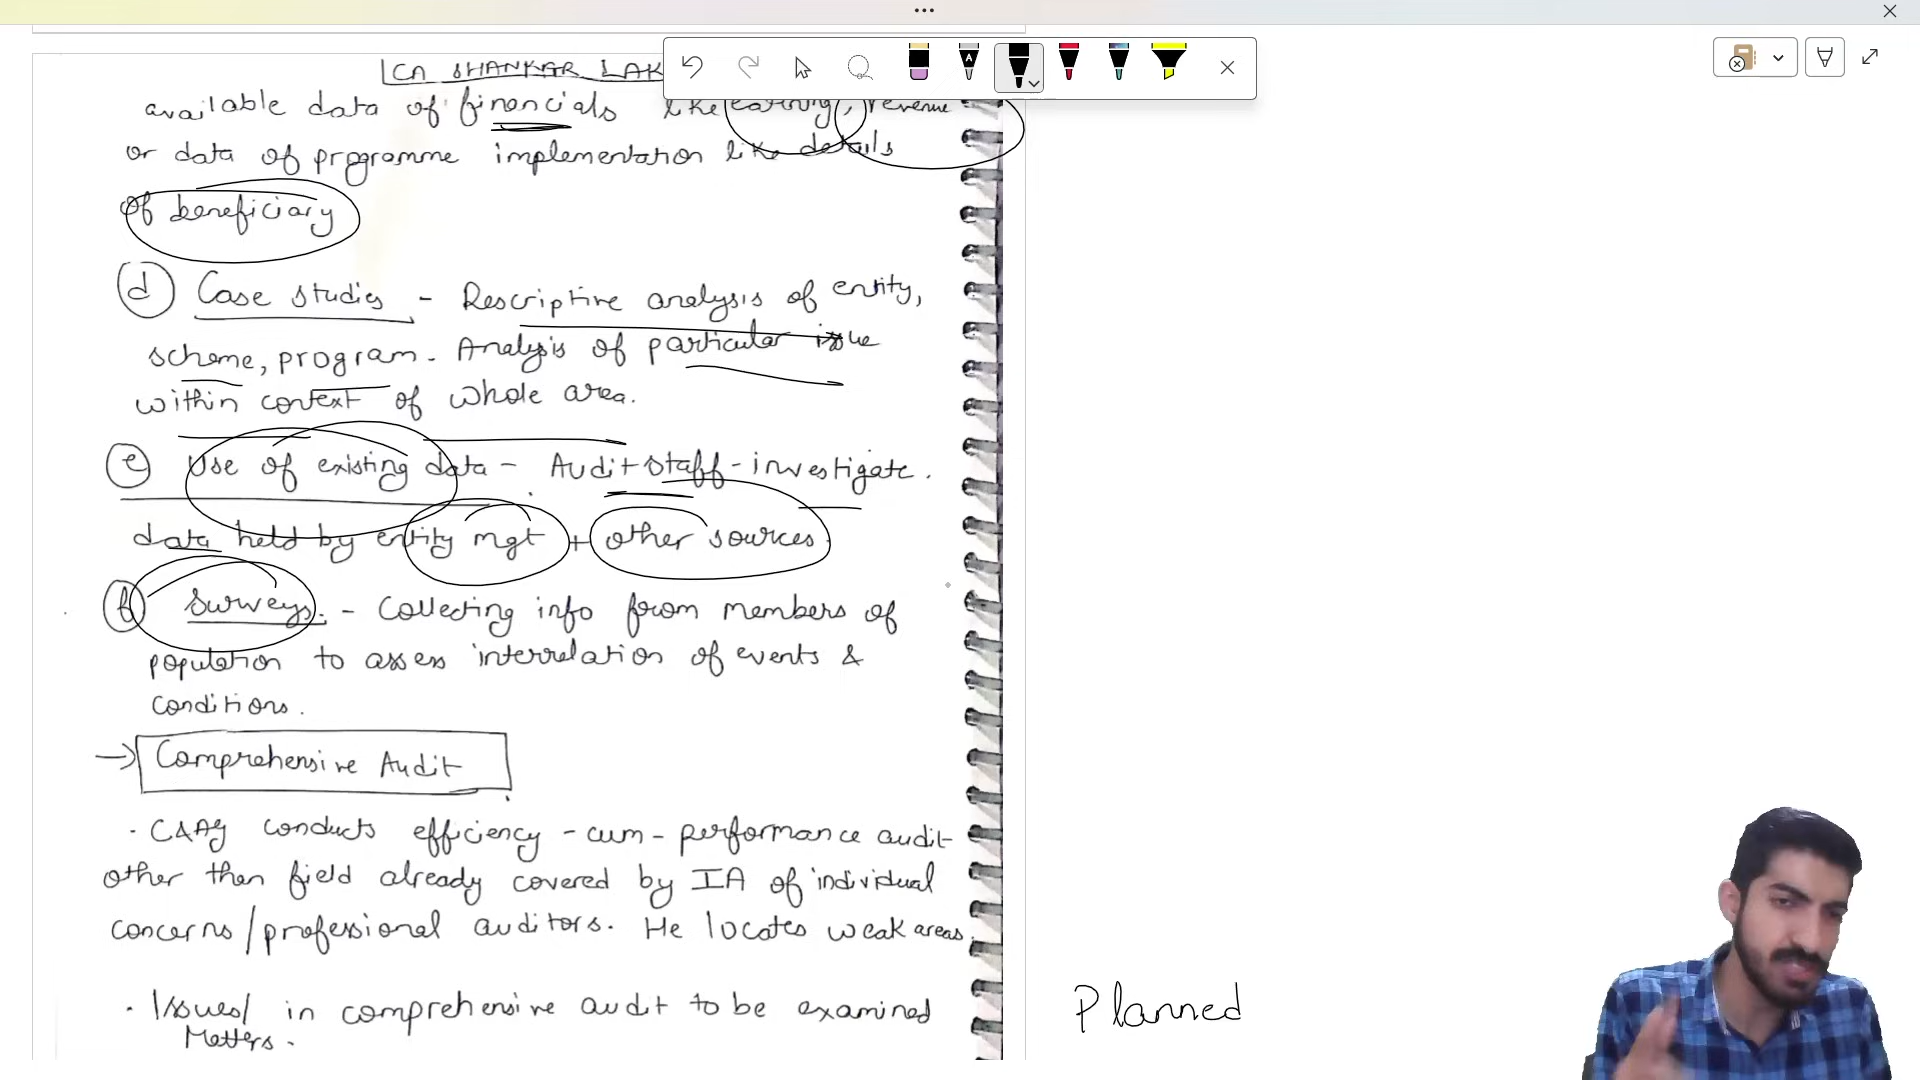 CA SHANKAR LAK
available data of financials like earning, revenue
or data of programme implementation like details
of beneficiary
(d) Case studies - Rescriptive analysis of entity,
scheme, program. Analysis of particular issue
within context of whole area.
(e) Use of existing data - Audit staff - investigate.
data held by entity mgt + other sources.
(f) Surveys. - Collecting info from members of
population to assess interrelation of events &
conditions.
→ Comprehensive Audit
· C&AG conducts efficiency - cum - performance audit
other then field already covered by IA of individual
concerns/professional auditors. He locates weak areas.
· Issues/ in comprehensive audit to be examined
Matters.
Planned